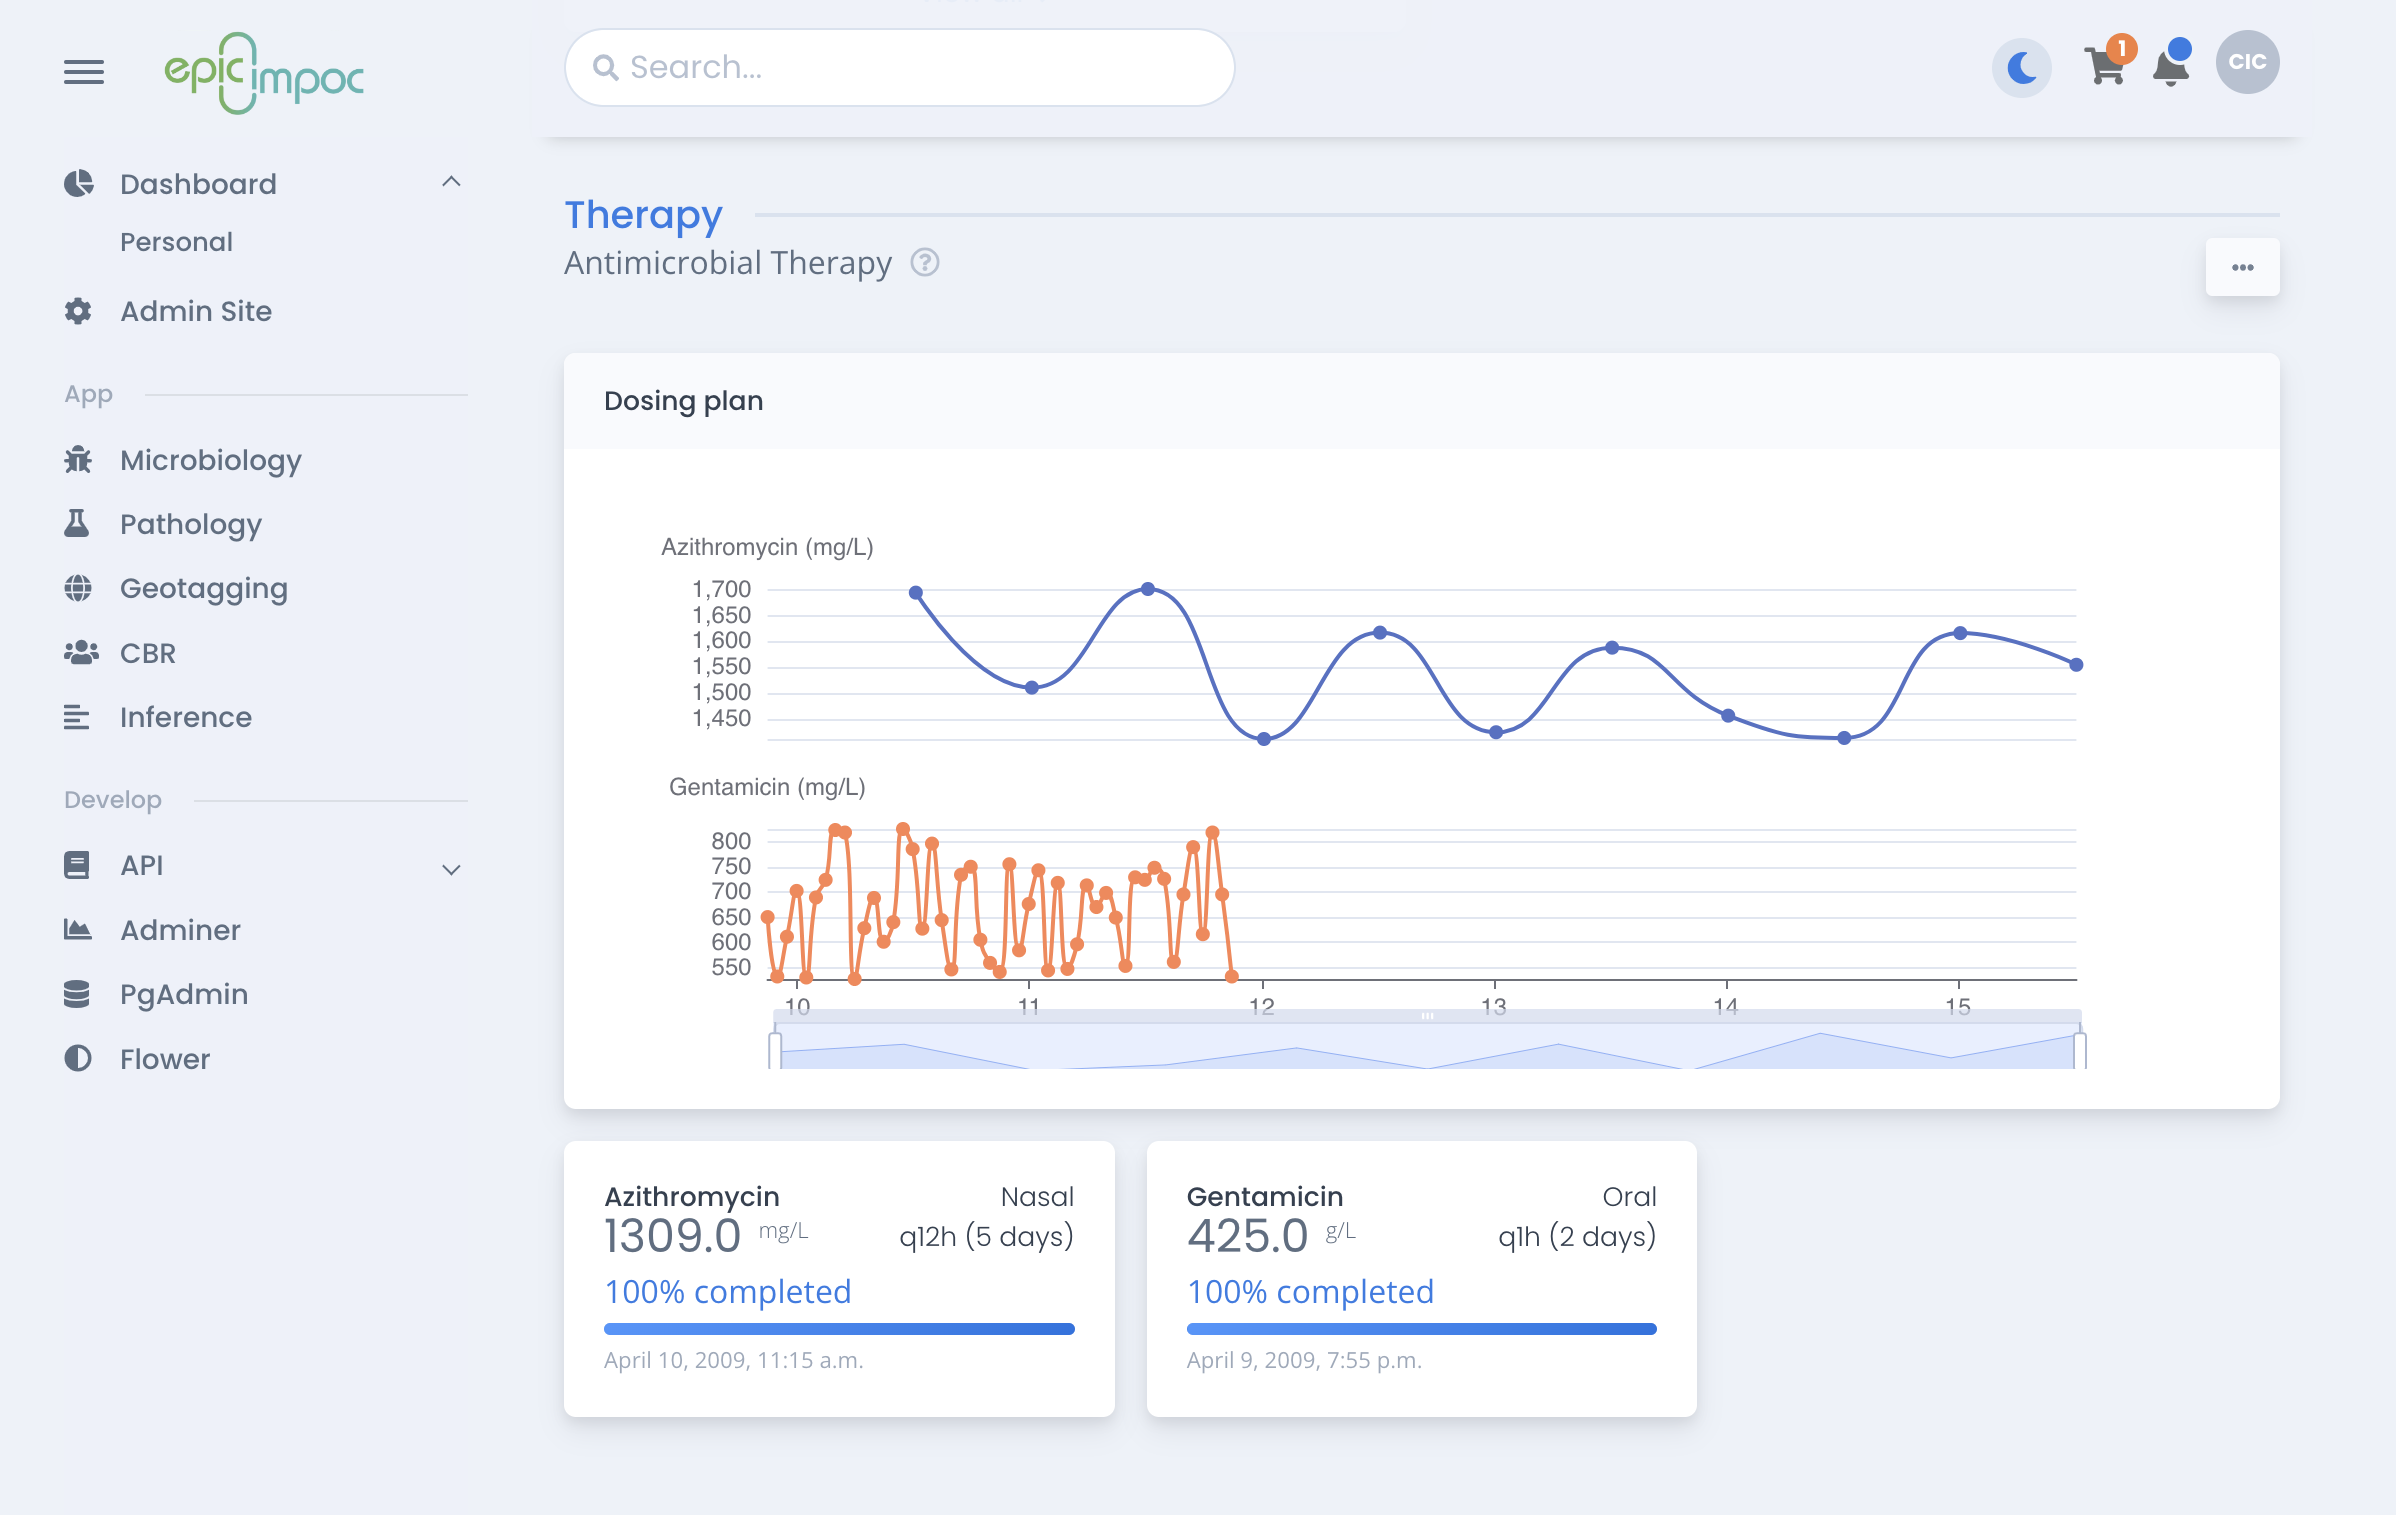 epic impoc
Search...
1
CIC
Dashboard
Personal
Admin Site
App
Microbiology
Pathology
Geotagging
CBR
Inference
Develop
API
Adminer
PgAdmin
Flower
Therapy
Antimicrobial Therapy ?
Dosing plan
Azithromycin (mg/L)
1,700
1,650
1,600
1,550
1,500
1,450
Gentamicin (mg/L)
800
750
700
650
600
550
10 11 12 13 14 15
Azithromycin Nasal
1309.0 mg/L q12h (5 days)
100% completed
April 10, 2009, 11:15 a.m.
Gentamicin Oral
425.0 g/L q1h (2 days)
100% completed
April 9, 2009, 7:55 p.m.